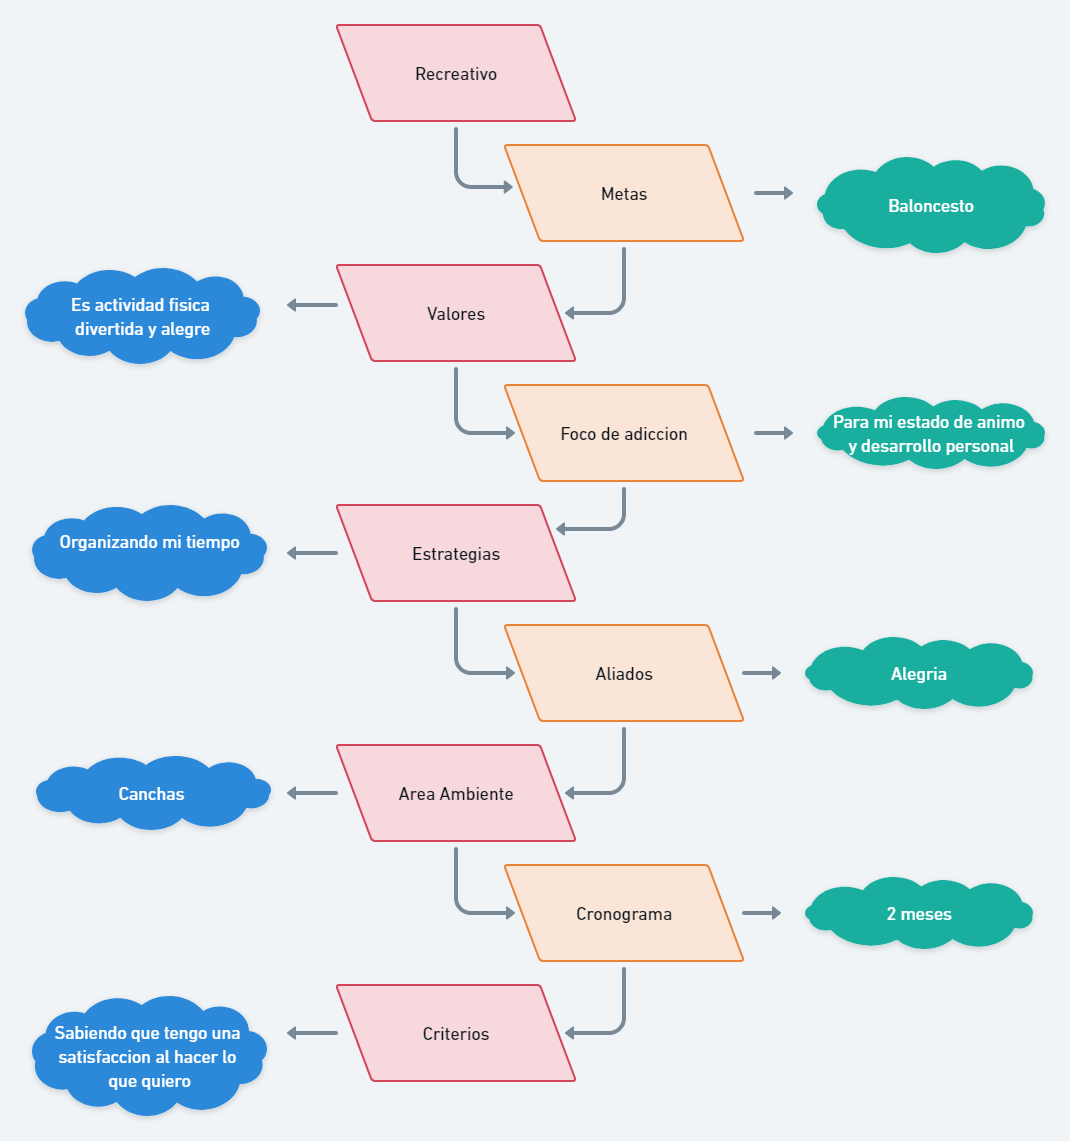 Recreativo
Metas
Baloncesto
Valores
Es actividad fisica
divertida y alegre
Foco de adiccion
Para mi estado de animo
y desarrollo personal
Estrategias
Organizando mi tiempo
Aliados
Alegria
Area Ambiente
Canchas
Cronograma
2 meses
Criterios
Sabiendo que tengo una
satisfaccion al hacer lo
que quiero